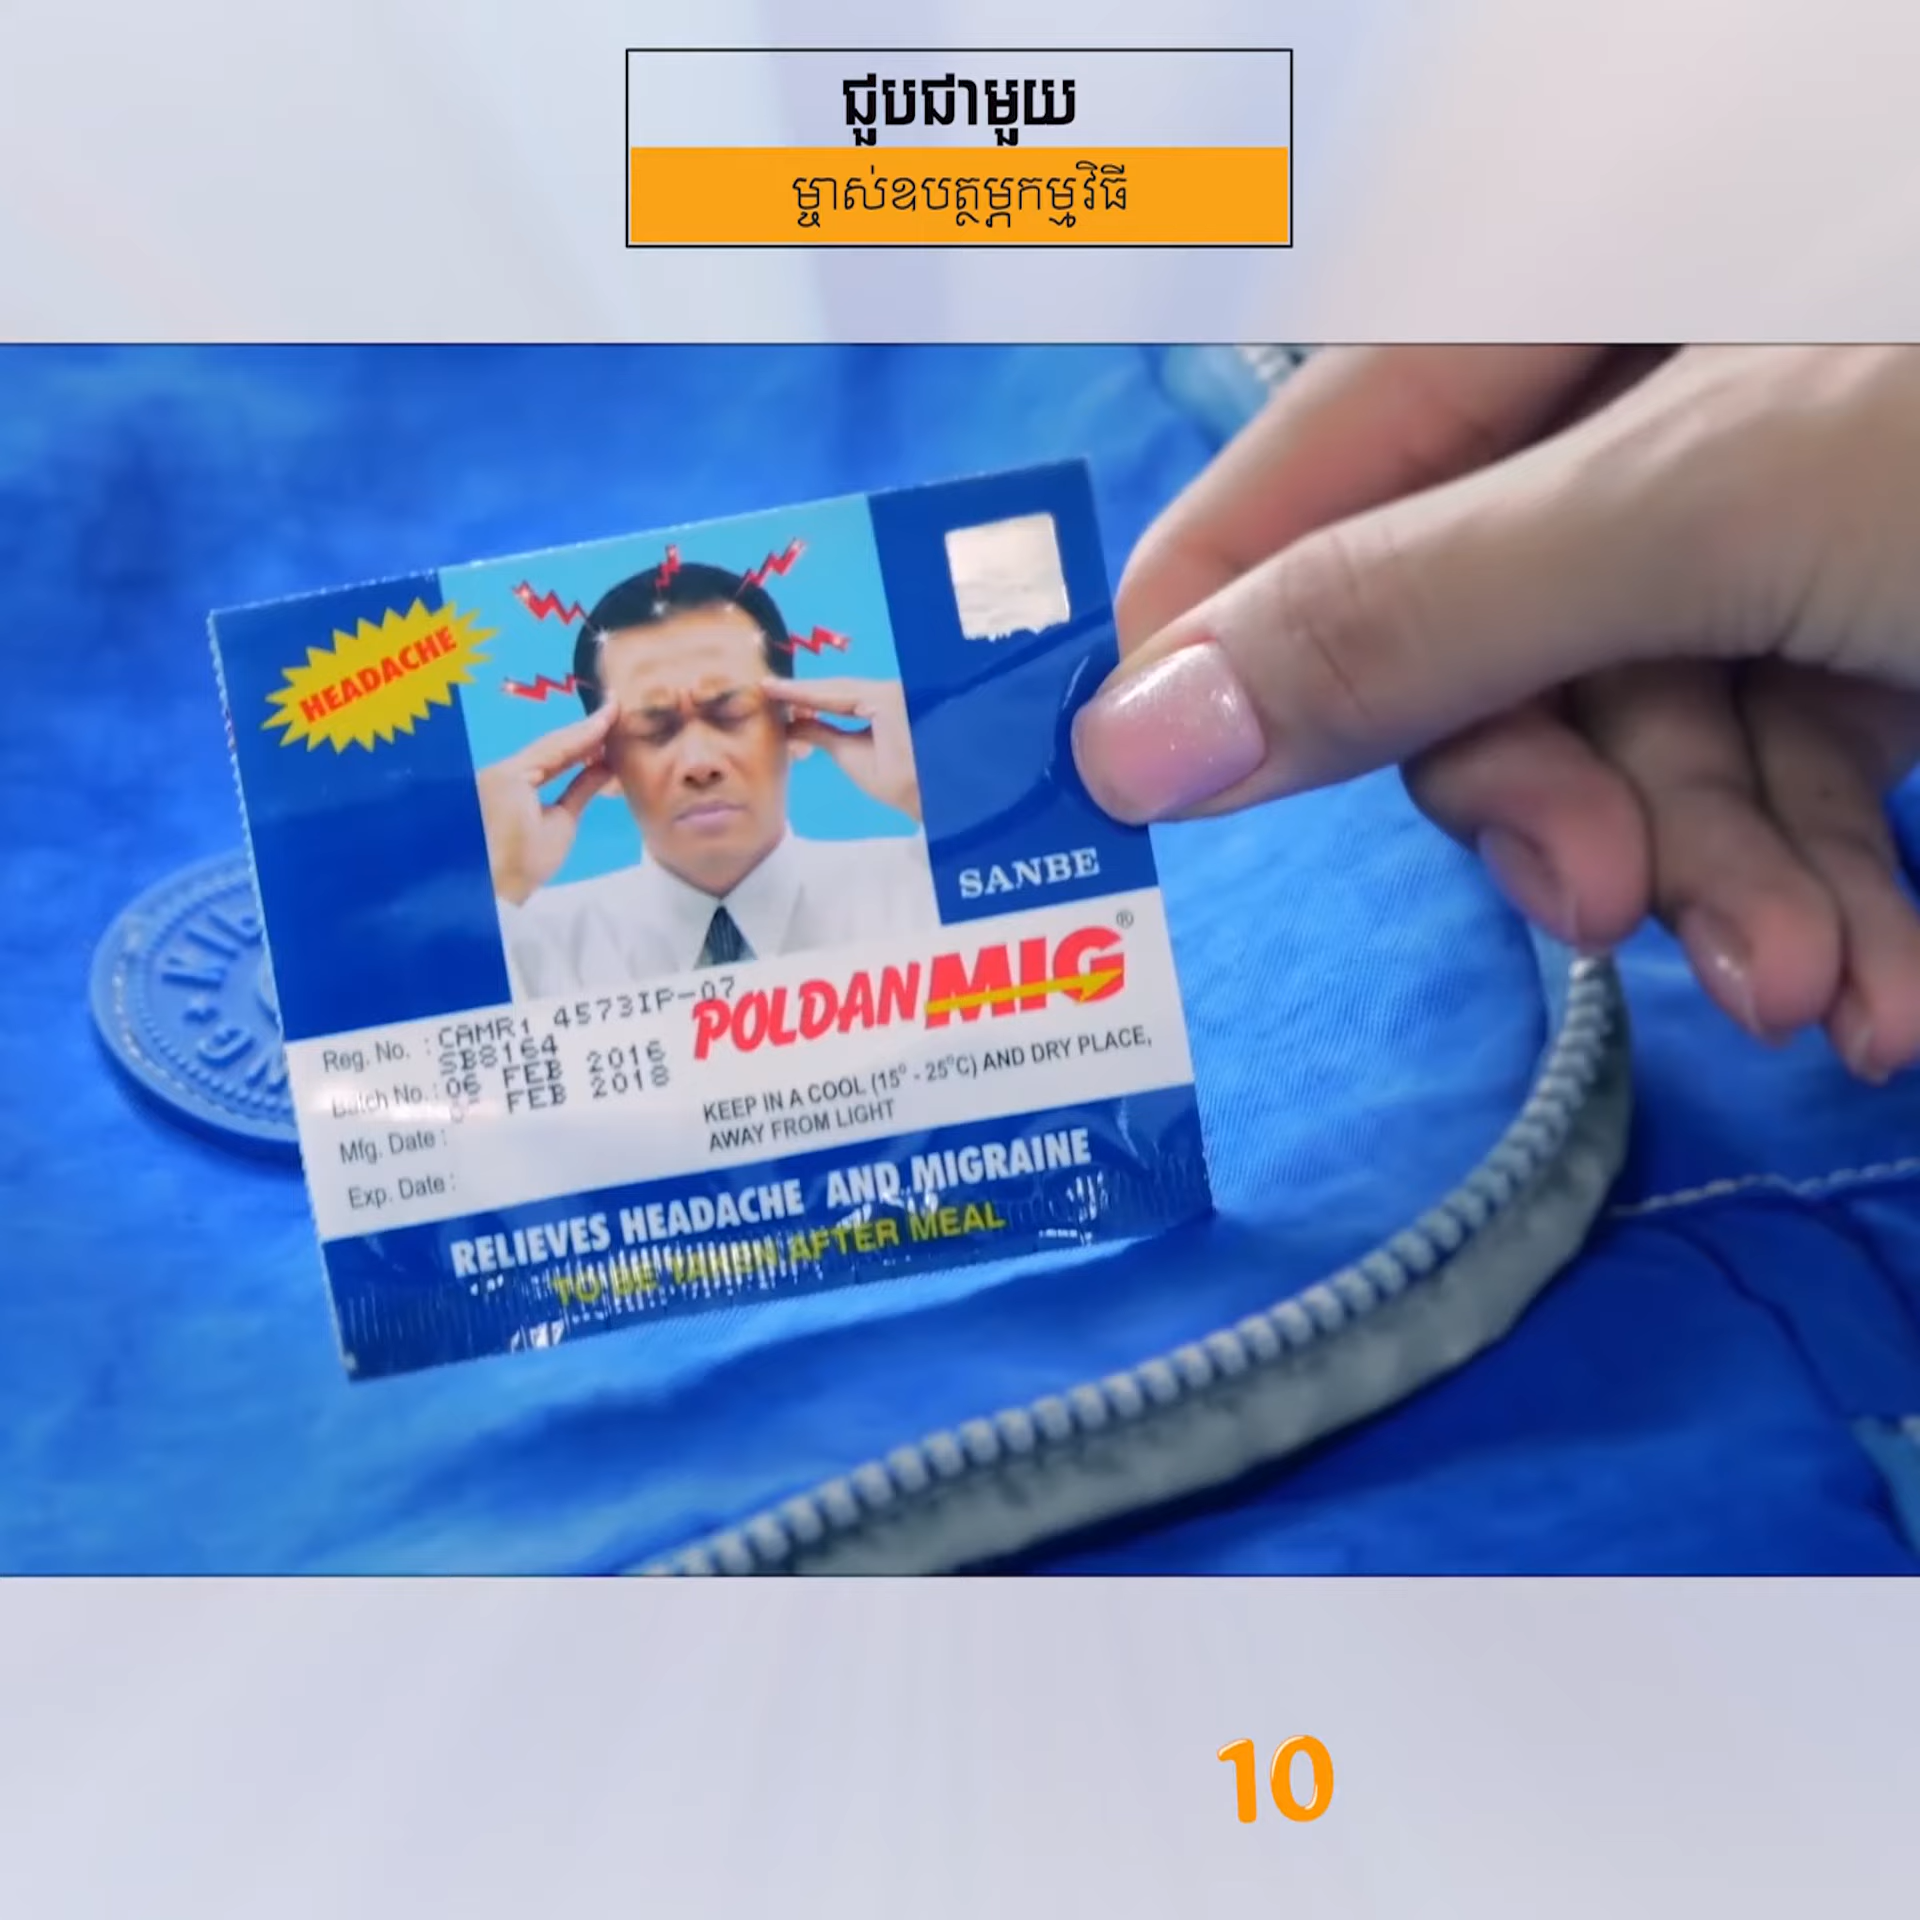 ជួបជាមួយ
ម្ចាស់ឧបត្ថម្ភកម្មវិធី
HEADACHE
SANBE
POLDANMIG®
Reg. No. : CAMR1 4573IP-07
Batch No. : SB8164
Mfg. Date : 06 FEB 2016
Exp. Date : FEB 2018
KEEP IN A COOL (15° - 25°C) AND DRY PLACE,
AWAY FROM LIGHT
RELIEVES HEADACHE AND MIGRAINE
TO BE TAKEN AFTER MEAL
10